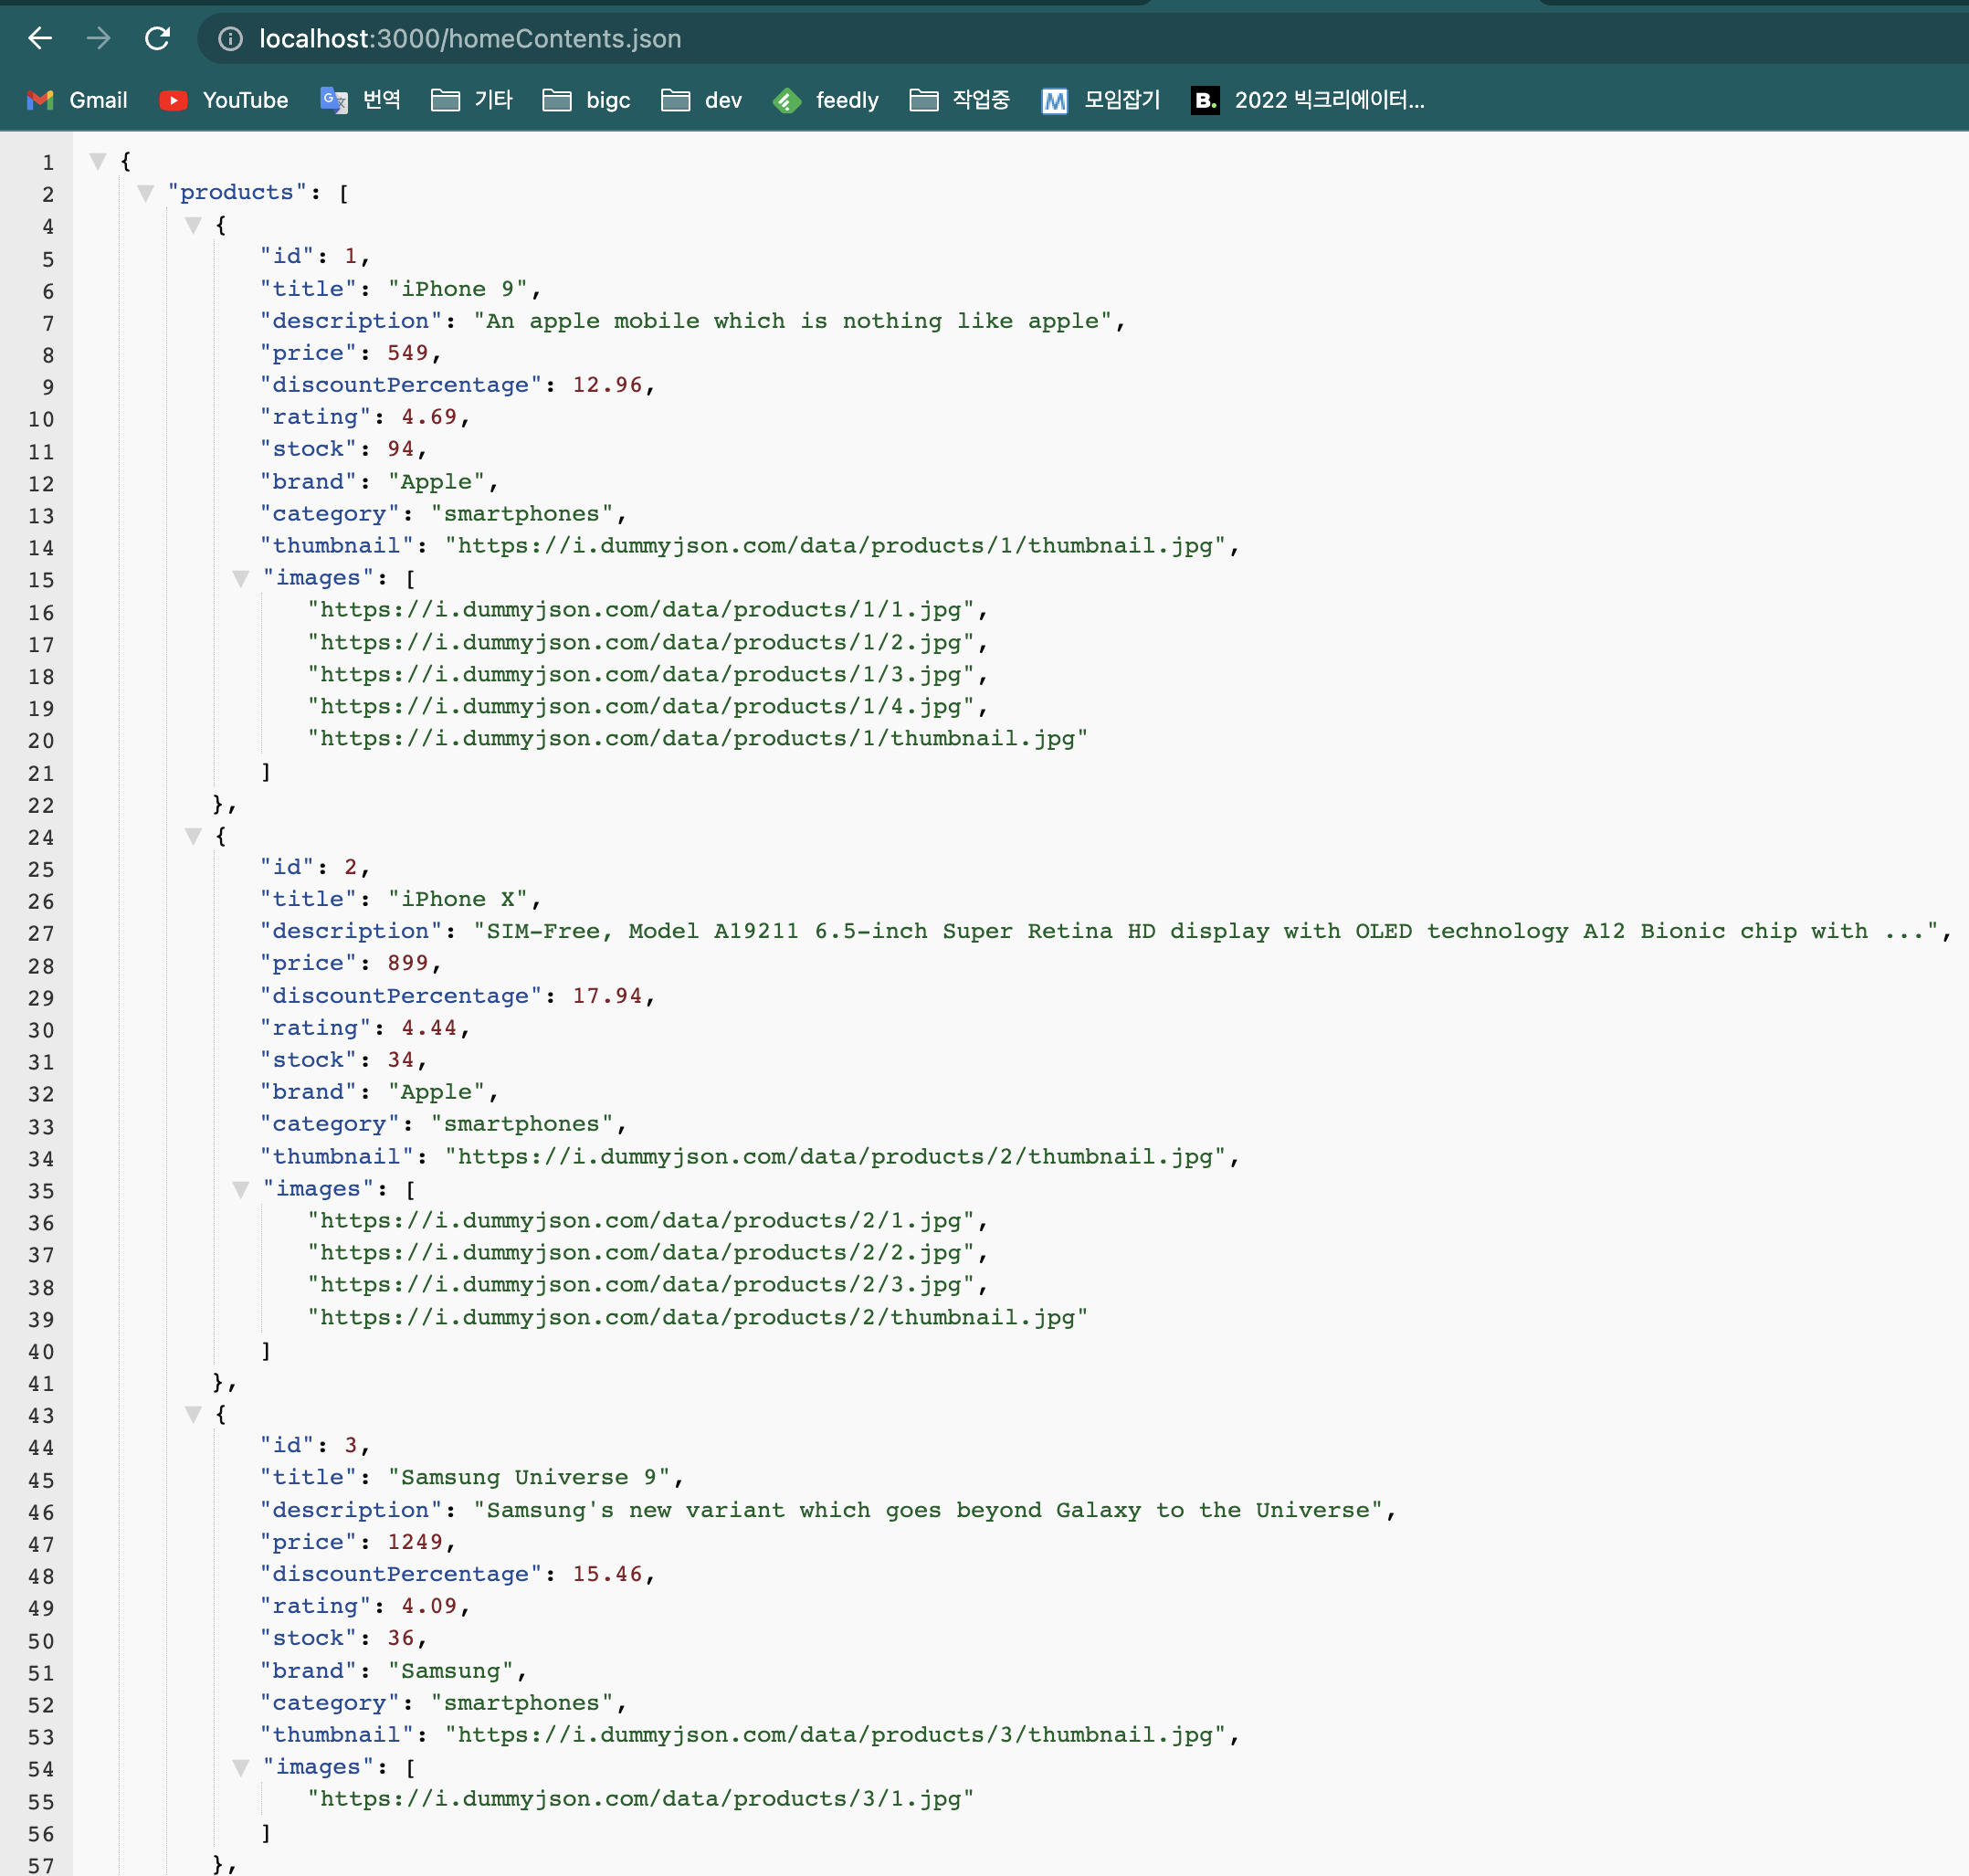 localhost:3000/homeContents.json
Gmail YouTube 번역 기타 bigc dev feedly 작업중 M 모임잡기 B. 2022 빅크리에이터...
1 {
2 "products": [
4 {
5 "id": 1,
6 "title": "iPhone 9",
7 "description": "An apple mobile which is nothing like apple",
8 "price": 549,
9 "discountPercentage": 12.96,
10 "rating": 4.69,
11 "stock": 94,
12 "brand": "Apple",
13 "category": "smartphones",
14 "thumbnail": "https://i.dummyjson.com/data/products/1/thumbnail.jpg",
15 "images": [
16 "https://i.dummyjson.com/data/products/1/1.jpg",
17 "https://i.dummyjson.com/data/products/1/2.jpg",
18 "https://i.dummyjson.com/data/products/1/3.jpg",
19 "https://i.dummyjson.com/data/products/1/4.jpg",
20 "https://i.dummyjson.com/data/products/1/thumbnail.jpg"
21 ]
22 },
24 {
25 "id": 2,
26 "title": "iPhone X",
27 "description": "SIM-Free, Model A19211 6.5-inch Super Retina HD display with OLED technology A12 Bionic chip with ...",
28 "price": 899,
29 "discountPercentage": 17.94,
30 "rating": 4.44,
31 "stock": 34,
32 "brand": "Apple",
33 "category": "smartphones",
34 "thumbnail": "https://i.dummyjson.com/data/products/2/thumbnail.jpg",
35 "images": [
36 "https://i.dummyjson.com/data/products/2/1.jpg",
37 "https://i.dummyjson.com/data/products/2/2.jpg",
38 "https://i.dummyjson.com/data/products/2/3.jpg",
39 "https://i.dummyjson.com/data/products/2/thumbnail.jpg"
40 ]
41 },
43 {
44 "id": 3,
45 "title": "Samsung Universe 9",
46 "description": "Samsung's new variant which goes beyond Galaxy to the Universe",
47 "price": 1249,
48 "discountPercentage": 15.46,
49 "rating": 4.09,
50 "stock": 36,
51 "brand": "Samsung",
52 "category": "smartphones",
53 "thumbnail": "https://i.dummyjson.com/data/products/3/thumbnail.jpg",
54 "images": [
55 "https://i.dummyjson.com/data/products/3/1.jpg"
56 ]
57 },